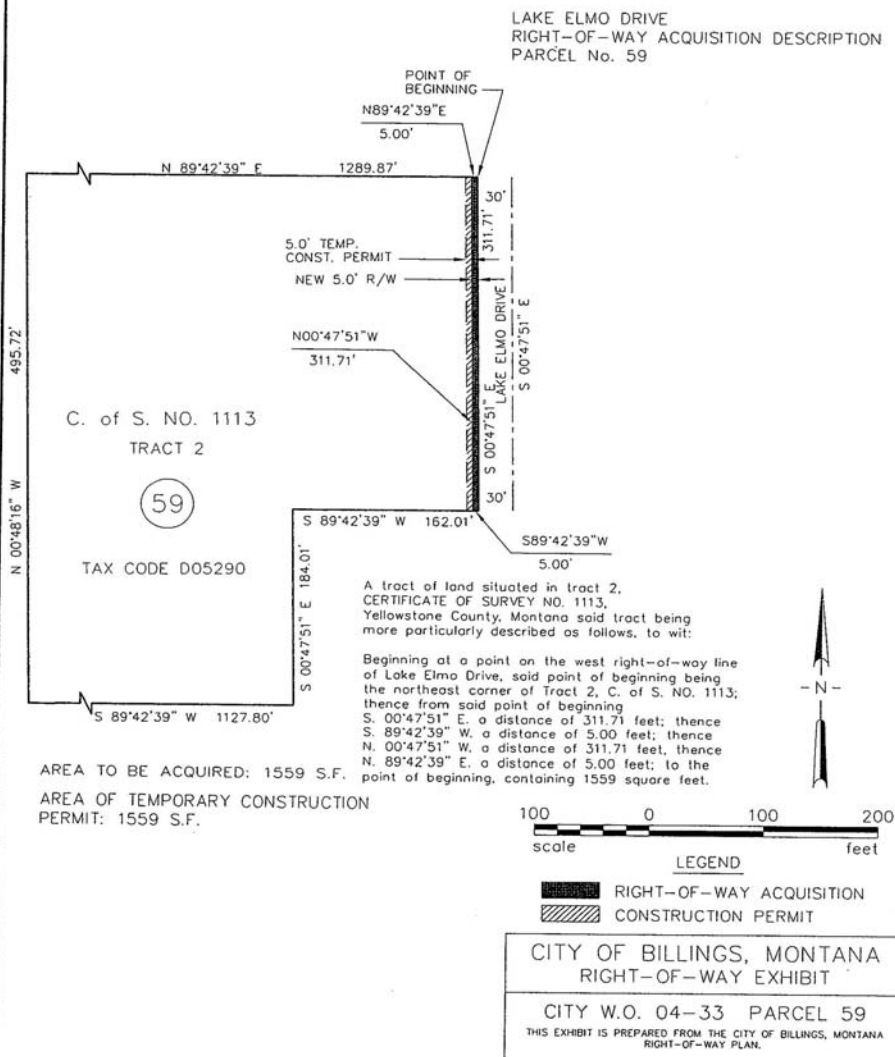 LAKE ELMO DRIVE
RIGHT-OF-WAY ACQUISITION DESCRIPTION
PARCEL No. 59
POINT OF
BEGINNING
N89°42'39"E
5.00'
N 89°42'39" E 1289.87'
30'
311.71'
5.0' TEMP.
CONST. PERMIT
NEW 5.0' R/W
LAKE ELMO DRIVE
S 00°47'51" E
N00°47'51"W
311.71'
S 00°47'51" E
495.72'
N 00°48'16" W
C. of S. NO. 1113
TRACT 2
59
TAX CODE D05290
30'
S 89°42'39" W 162.01'
S89°42'39"W
5.00'
S 00°47'51" E 184.01'
S 89°42'39" W 1127.80'
A tract of land situated in tract 2,
CERTIFICATE OF SURVEY NO. 1113,
Yellowstone County, Montana said tract being
more particularly described as follows, to wit:
Beginning at a point on the west right-of-way line
of Lake Elmo Drive, said point of beginning being
the northeast corner of Tract 2, C. of S. NO. 1113;
thence from said point of beginning
S. 00°47'51" E. a distance of 311.71 feet; thence
S. 89°42'39" W. a distance of 5.00 feet; thence
N. 00°47'51" W. a distance of 311.71 feet, thence
N. 89°42'39" E. a distance of 5.00 feet; to the
point of beginning, containing 1559 square feet.
AREA TO BE ACQUIRED: 1559 S.F.
AREA OF TEMPORARY CONSTRUCTION
PERMIT: 1559 S.F.
-N-
100 0 100 200
scale feet
LEGEND
RIGHT-OF-WAY ACQUISITION
CONSTRUCTION PERMIT
CITY OF BILLINGS, MONTANA
RIGHT-OF-WAY EXHIBIT
CITY W.O. 04-33 PARCEL 59
THIS EXHIBIT IS PREPARED FROM THE CITY OF BILLINGS, MONTANA
RIGHT-OF-WAY PLAN.